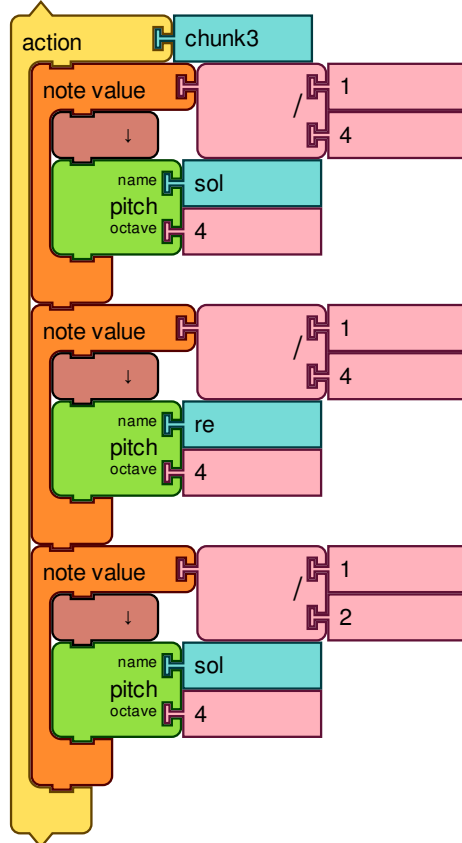 action chunk3
note value / 1
4
↓
name sol
pitch
octave 4
note value / 1
4
↓
name re
pitch
octave 4
note value / 1
2
↓
name sol
pitch
octave 4